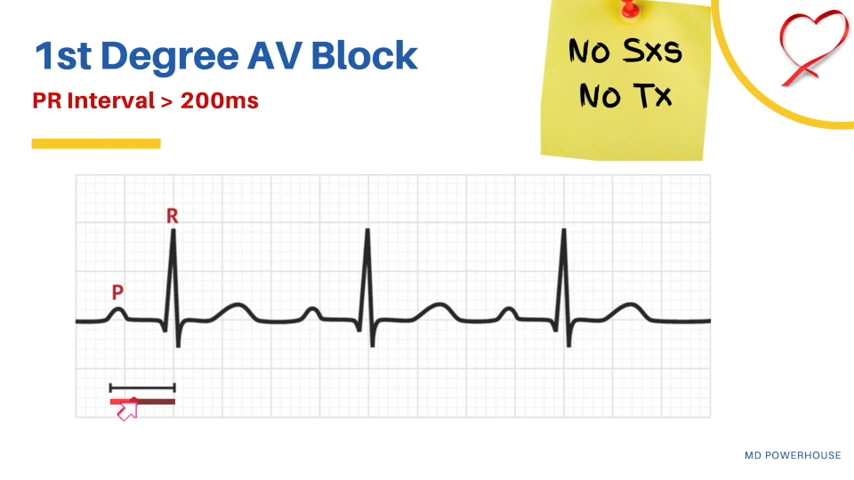 1st Degree AV Block
PR Interval > 200ms
No Sxs
No Tx
R
P
MD POWERHOUSE